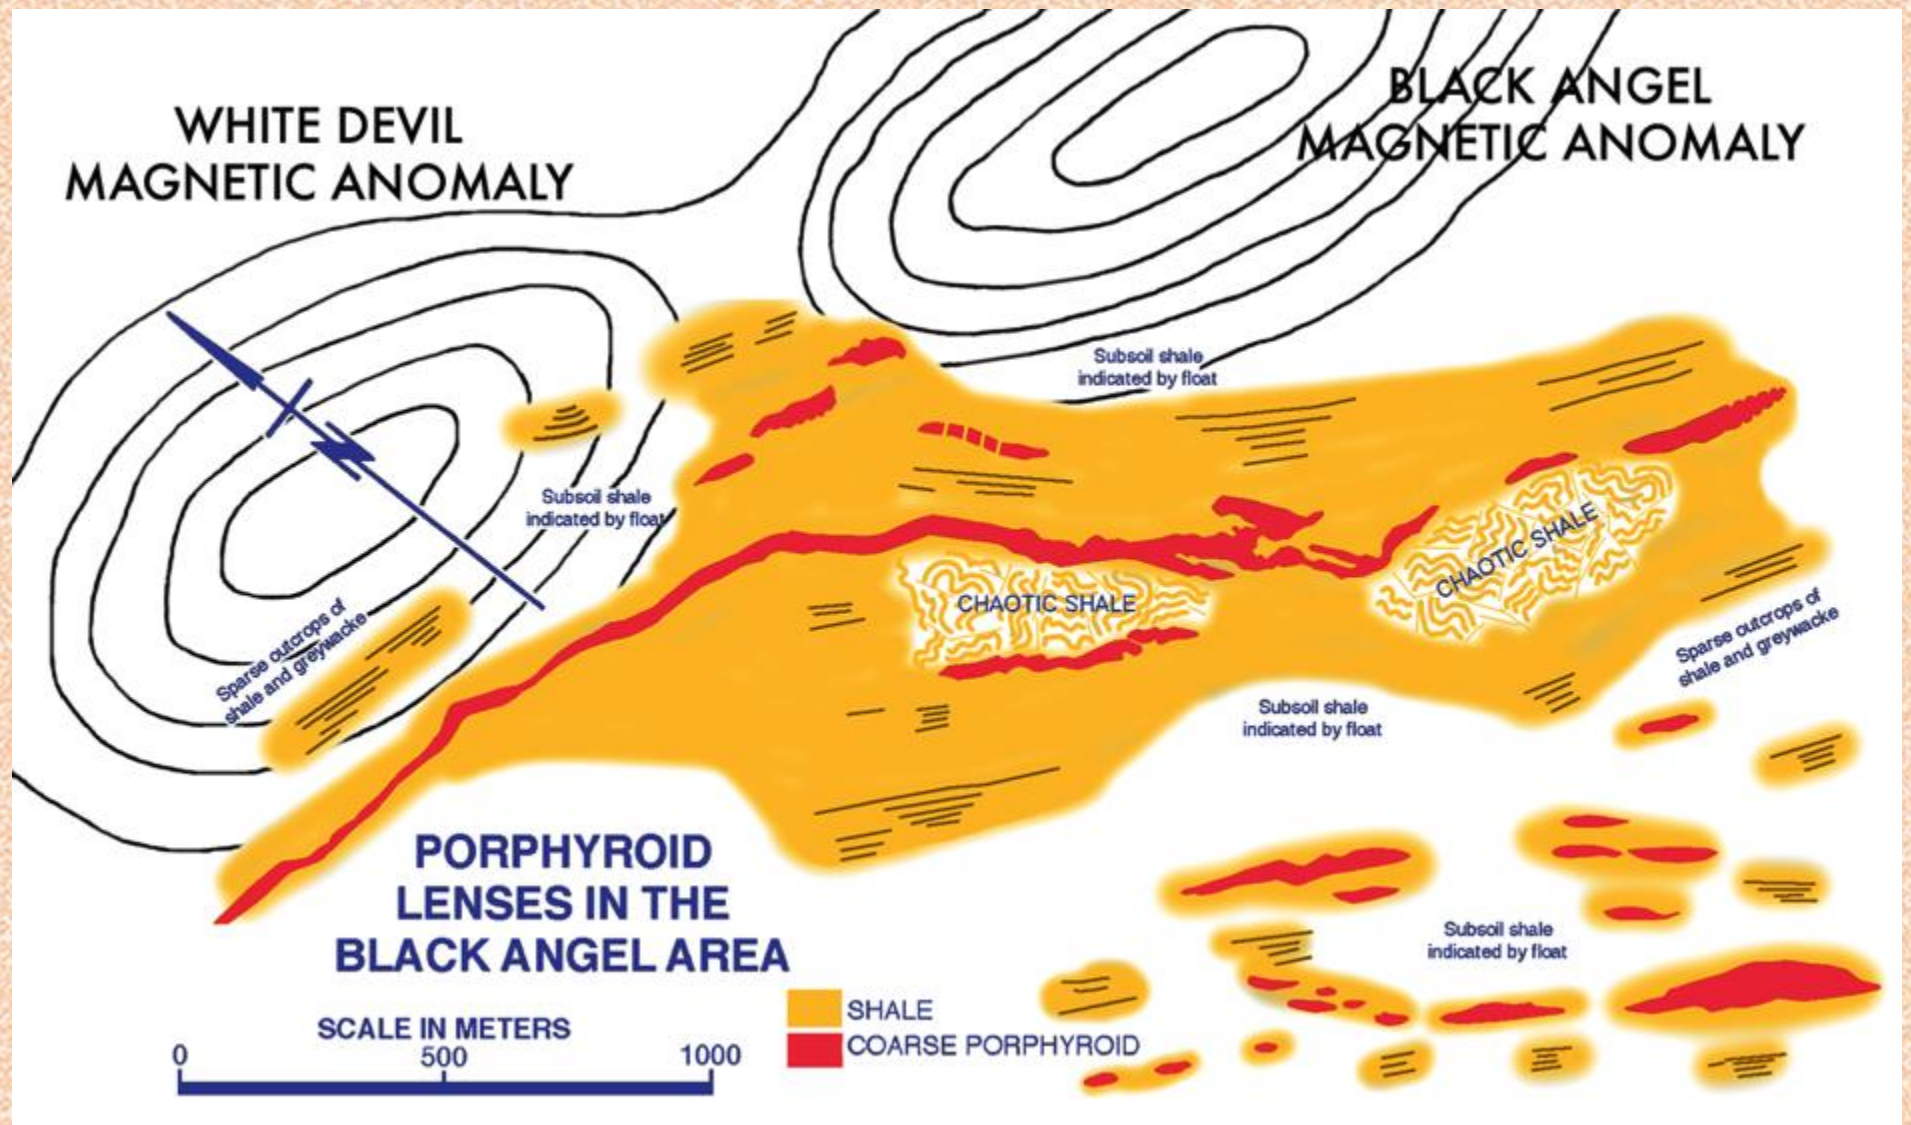 WHITE DEVIL
MAGNETIC ANOMALY
BLACK ANGEL
MAGNETIC ANOMALY
Subsoil shale
indicated by float
Subsoil shale
indicated by float
CHAOTIC SHALE
CHAOTIC SHALE
Sparse outcrops of
shale and greywacke
Sparse outcrops of
shale and greywacke
Subsoil shale
indicated by float
PORPHYROID
LENSES IN THE
BLACK ANGEL AREA
Subsoil shale
indicated by float
SCALE IN METERS
0 500 1000
SHALE
COARSE PORPHYROID